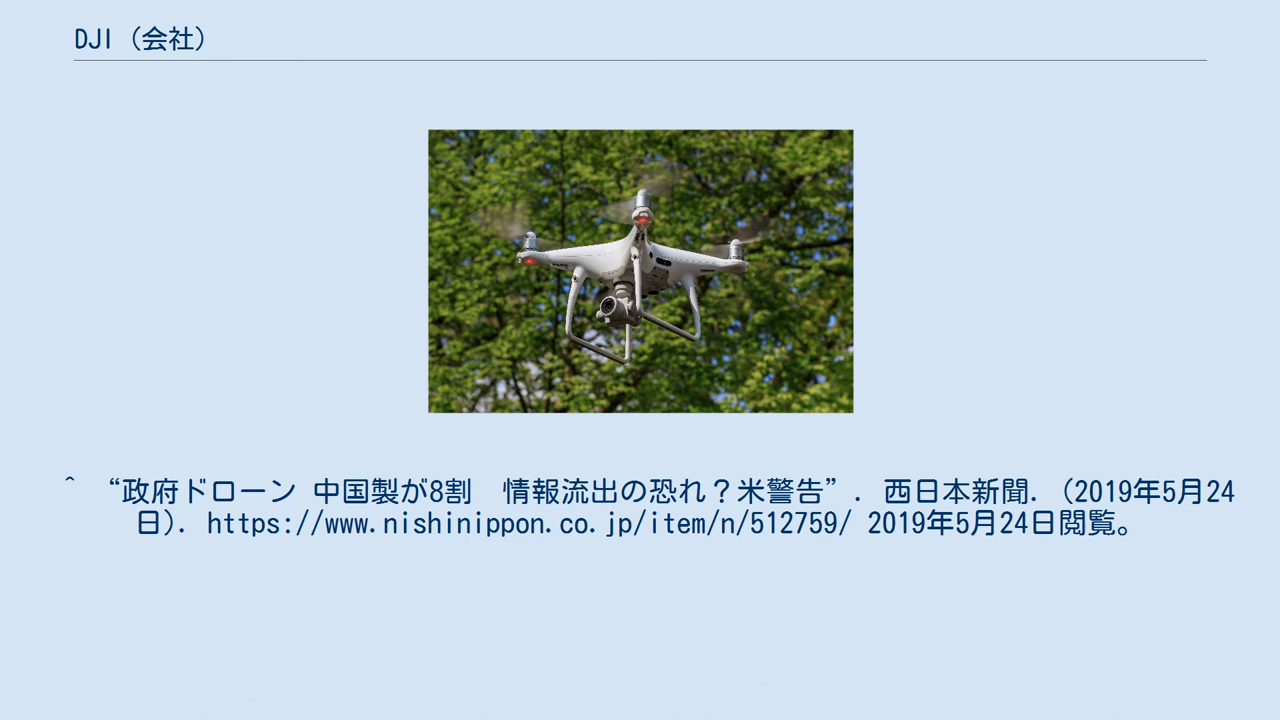 DJI (会社)
^ “政府ドローン 中国製が8割　情報流出の恐れ？米警告”. 西日本新聞. (2019年5月24
日). https://www.nishinippon.co.jp/item/n/512759/ 2019年5月24日閲覧。